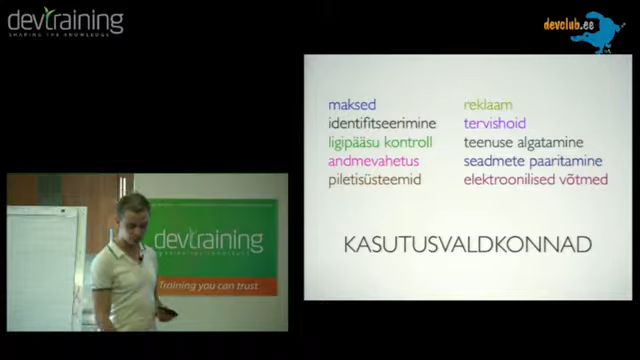 devtraining
SHARING THE KNOWLEDGE
devclub.ee
maksed
identifitseerimine
ligipääsu kontroll
andmevahetus
piletisüsteemid
reklaam
tervishoid
teenuse algatamine
seadmete paaritamine
elektroonilised võtmed
KASUTUSVALDKONNAD
devtraining
Training you can trust